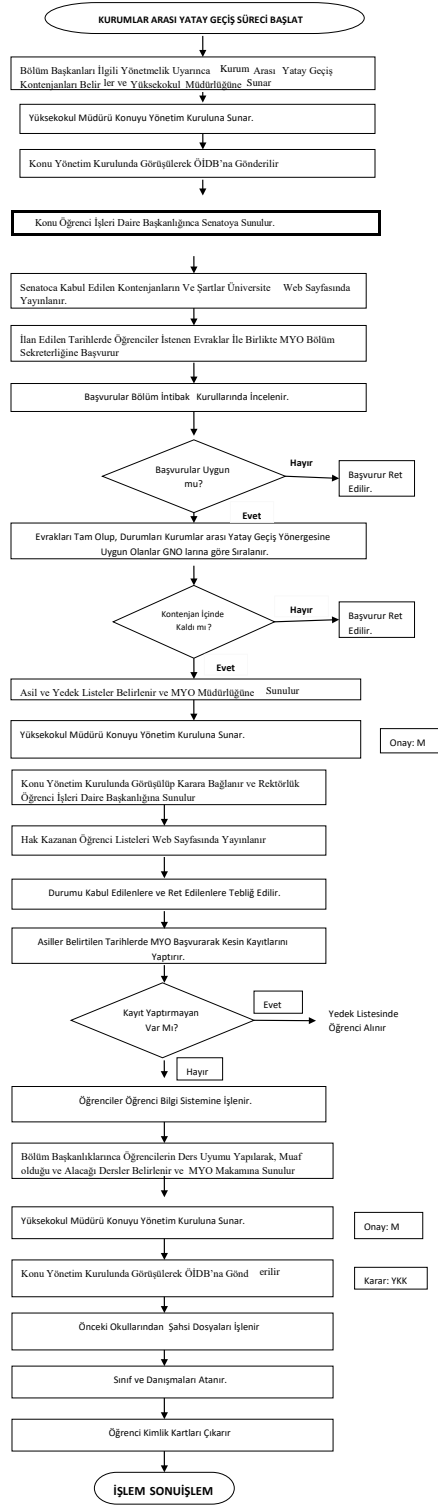 KURUMLAR ARASI YATAY GEÇİŞ SÜRECİ BAŞLAT
Bölüm Başkanları İlgili Yönetmelik Uyarınca Kurum Arası Yatay Geçiş
Kontenjanları Belir ler ve Yüksekokul Müdürlüğüne Sunar
Yüksekokul Müdürü Konuyu Yönetim Kuruluna Sunar.
Konu Yönetim Kurulunda Görüşülerek ÖİDB'na Gönderilir
Konu Öğrenci İşleri Daire Başkanlığınca Senatoya Sunulur.
Senatoca Kabul Edilen Kontenjanların Ve Şartlar Üniversite Web Sayfasında
Yayınlanır.
İlan Edilen Tarihlerde Öğrenciler İstenen Evraklar İle Birlikte MYO Bölüm
Sekreterliğine Başvurur
Başvurular Bölüm İntibak Kurullarında İncelenir.
Başvurular Uygun
mu?
Hayır
Başvurur Ret
Edilir.
Evet
Evrakları Tam Olup, Durumları Kurumlar arası Yatay Geçiş Yönergesine
Uygun Olanlar GNO larına göre Sıralanır.
Kontenjan İçinde
Kaldı mı ?
Hayır
Başvurur Ret
Edilir.
Evet
Asil ve Yedek Listeler Belirlenir ve MYO Müdürlüğüne Sunulur
Yüksekokul Müdürü Konuyu Yönetim Kuruluna Sunar.
Onay: M
Konu Yönetim Kurulunda Görüşülüp Karara Bağlanır ve Rektörlük
Öğrenci İşleri Daire Başkanlığına Sunulur
Hak Kazanan Öğrenci Listeleri Web Sayfasında Yayınlanır
Durumu Kabul Edilenlere ve Ret Edilenlere Tebliğ Edilir.
Asiller Belirtilen Tarihlerde MYO Başvurarak Kesin Kayıtlarını
Yaptırır.
Kayıt Yaptırmayan
Var Mı?
Evet
Yedek Listesinde
Öğrenci Alınır
Hayır
Öğrenciler Öğrenci Bilgi Sistemine İşlenir.
Bölüm Başkanlıklarınca Öğrencilerin Ders Uyumu Yapılarak, Muaf
olduğu ve Alacağı Dersler Belirlenir ve MYO Makamına Sunulur
Yüksekokul Müdürü Konuyu Yönetim Kuruluna Sunar.
Onay: M
Konu Yönetim Kurulunda Görüşülerek ÖİDB'na Gönd erilir
Karar: YKK
Önceki Okullarından Şahsi Dosyaları İşlenir
Sınıf ve Danışmaları Atanır.
Öğrenci Kimlik Kartları Çıkarır
İŞLEM SONUİŞLEM